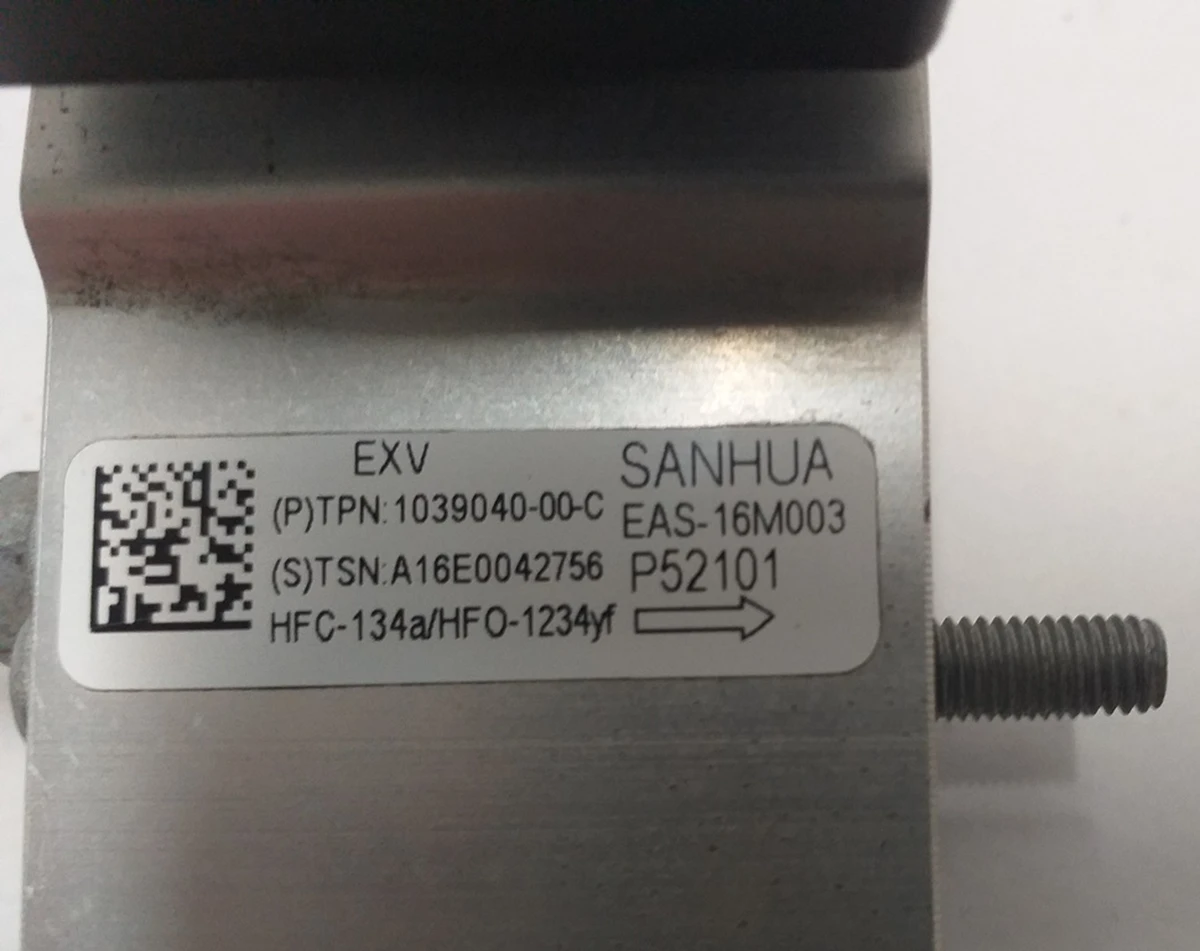 EXV
(P)TPN:1039040-00-C
(S)TSN:A16E0042756
HFC-134a/HFO-1234yf
SANHUA
EAS-16M003
P52101